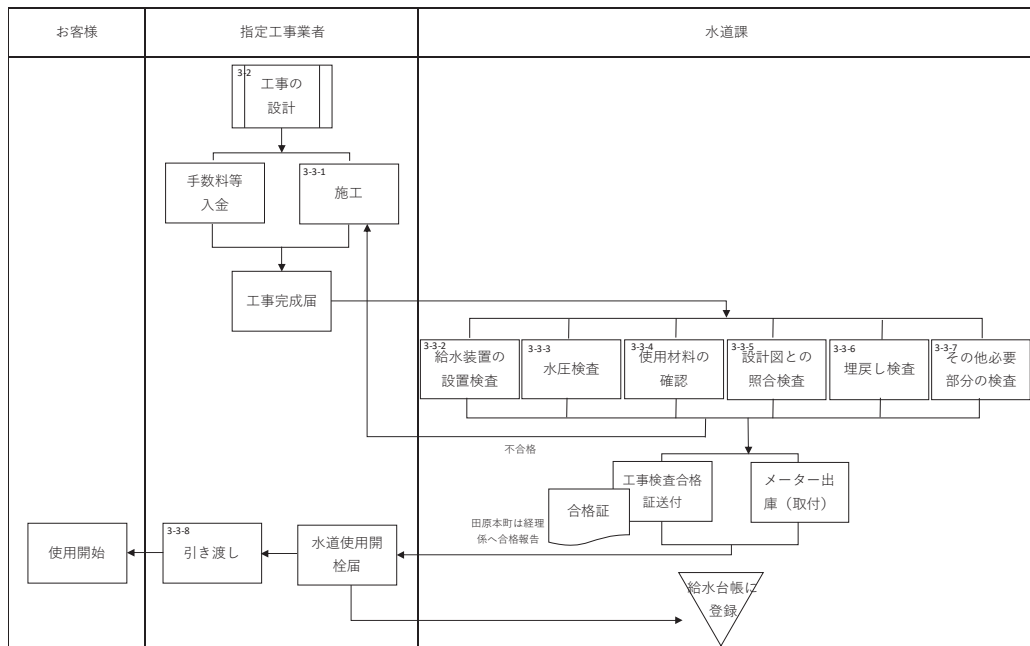 お客様
指定工事業者
水道課
3-2
工事の
設計
手数料等
入金
3-3-1
施工
工事完成届
3-3-2
給水装置の
設置検査
3-3-3
水圧検査
3-3-4
使用材料の
確認
3-3-5
設計図との
照合検査
3-3-6
埋戻し検査
3-3-7
その他必要
部分の検査
不合格
工事検査合格
証送付
メーター出
庫（取付）
合格証
田原本町は経理
係へ合格報告
使用開始
3-3-8
引き渡し
水道使用開
栓届
給水台帳に
登録